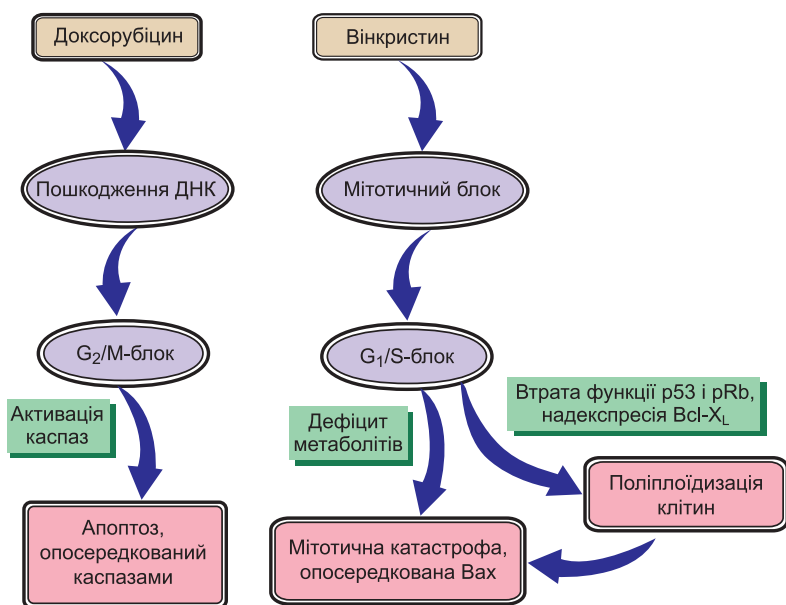 Доксорубіцин
Вінкристин
Пошкодження ДНК
Мітотичний блок
G₂/M-блок
G₁/S-блок
Активація
каспаз
Дефіцит
метаболітів
Втрата функції p53 і pRb,
надекспресія Bcl-X_L
Апоптоз,
опосередкований
каспазами
Мітотична катастрофа,
опосередкована Bax
Поліплоїдизація
клітин